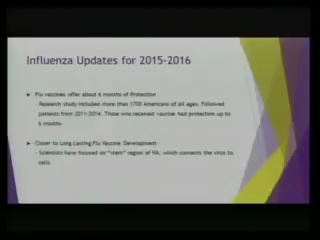 Influenza Updates for 2015-2016
Flu vaccines offer about 6 months of Protection
- Research study included more than 1700 Americans of all ages. Followed
patients from 2011-2014. Those who received vaccine had protection up to
6 months
Closer to Long Lasting Flu Vaccine Development
- Scientists have focused on "stem" region of HA, which connects the virus to
cells